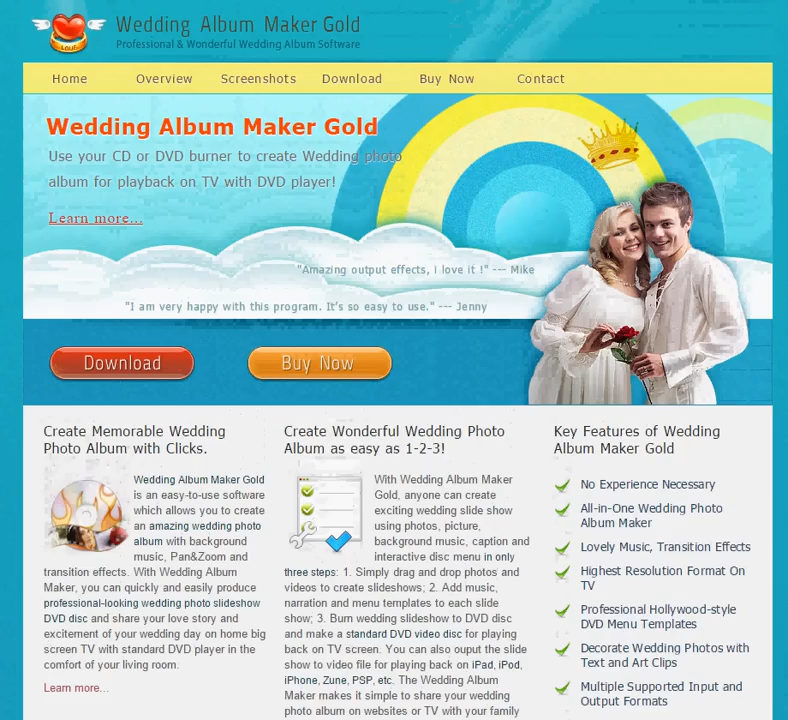 Wedding Album Maker Gold
Professional & Wonderful Wedding Album Software
Home Overview Screenshots Download Buy Now Contact
Wedding Album Maker Gold
Use your CD or DVD burner to create Wedding photo
album for playback on TV with DVD player!
Learn more...
"Amazing output effects, i love it !" --- Mike
"I am very happy with this program. It's so easy to use." --- Jenny
Download
Buy Now
Create Memorable Wedding
Photo Album with Clicks.
Wedding Album Maker Gold
is an easy-to-use software
which allows you to create
an amazing wedding photo
album with background
music, Pan&Zoom and
transition effects. With Wedding Album
Maker, you can quickly and easily produce
professional-looking wedding photo slideshow
DVD disc and share your love story and
excitement of your wedding day on home big
screen TV with standard DVD player in the
comfort of your living room.
Learn more...
Create Wonderful Wedding Photo
Album as easy as 1-2-3!
With Wedding Album Maker
Gold, anyone can create
exciting wedding slide show
using photos, picture,
background music, caption and
interactive disc menu in only
three steps: 1. Simply drag and drop photos and
videos to create slideshows; 2. Add music,
narration and menu templates to each slide
show; 3. Burn wedding slideshow to DVD disc
and make a standard DVD video disc for playing
back on TV screen. You can also ouput the slide
show to video file for playing back on iPad, iPod,
iPhone, Zune, PSP, etc. The Wedding Album
Maker makes it simple to share your wedding
photo album on websites or TV with your family
Key Features of Wedding
Album Maker Gold
No Experience Necessary
All-in-One Wedding Photo
Album Maker
Lovely Music, Transition Effects
Highest Resolution Format On
TV
Professional Hollywood-style
DVD Menu Templates
Decorate Wedding Photos with
Text and Art Clips
Multiple Supported Input and
Output Formats